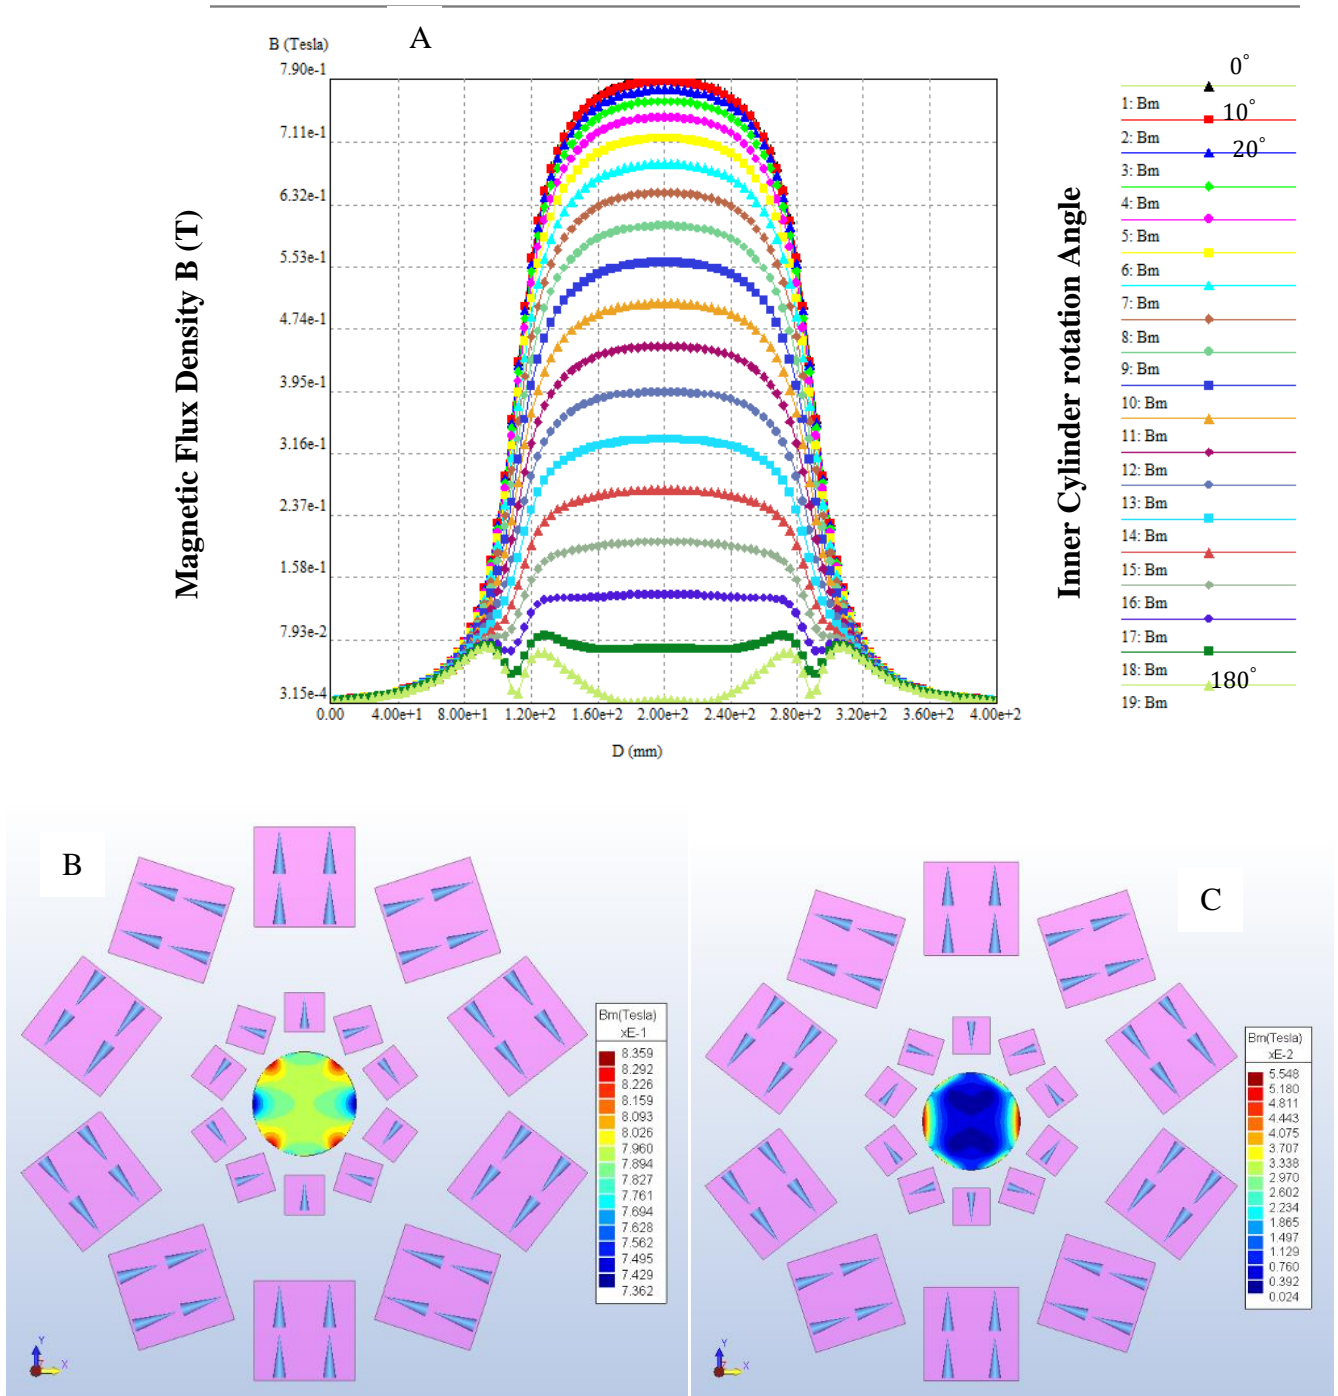 A
B (Tesla)
7.90e-1
7.11e-1
6.32e-1
5.53e-1
4.74e-1
3.95e-1
3.16e-1
2.37e-1
1.58e-1
7.93e-2
3.15e-4
0.00 4.00e+1 8.00e+1 1.20e+2 1.60e+2 2.00e+2 2.40e+2 2.80e+2 3.20e+2 3.60e+2 4.00e+2
D (mm)
Magnetic Flux Density B (T)
Inner Cylinder rotation Angle
0°
1: Bm
10°
2: Bm
20°
3: Bm
4: Bm
5: Bm
6: Bm
7: Bm
8: Bm
9: Bm
10: Bm
11: Bm
12: Bm
13: Bm
14: Bm
15: Bm
16: Bm
17: Bm
18: Bm
180°
19: Bm
B
Bm(Tesla)
xE-1
8.359
8.292
8.226
8.159
8.093
8.026
7.960
7.894
7.827
7.761
7.694
7.628
7.562
7.495
7.429
7.362
Y
Z
X
C
Bm(Tesla)
xE-2
5.548
5.180
4.811
4.443
4.075
3.707
3.338
2.970
2.602
2.234
1.865
1.497
1.129
0.760
0.392
0.024
Y
Z
X